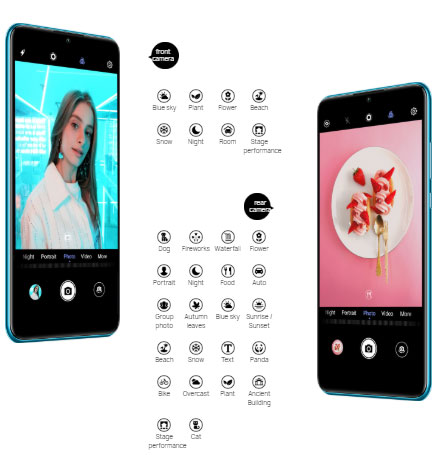 front
camera
Blue sky
Plant
Flower
Beach
Snow
Night
Room
Stage
performance
Night Portrait Photo Video More
rear
camera
Dog
Fireworks
Waterfall
Flower
Portrait
Night
Food
Auto
Group
photo
Autumn
leaves
Blue sky
Sunrise /
Sunset
Beach
Snow
Text
Panda
Bike
Overcast
Plant
Ancient
Building
Stage
performance
Cat
Night Portrait Photo Video More